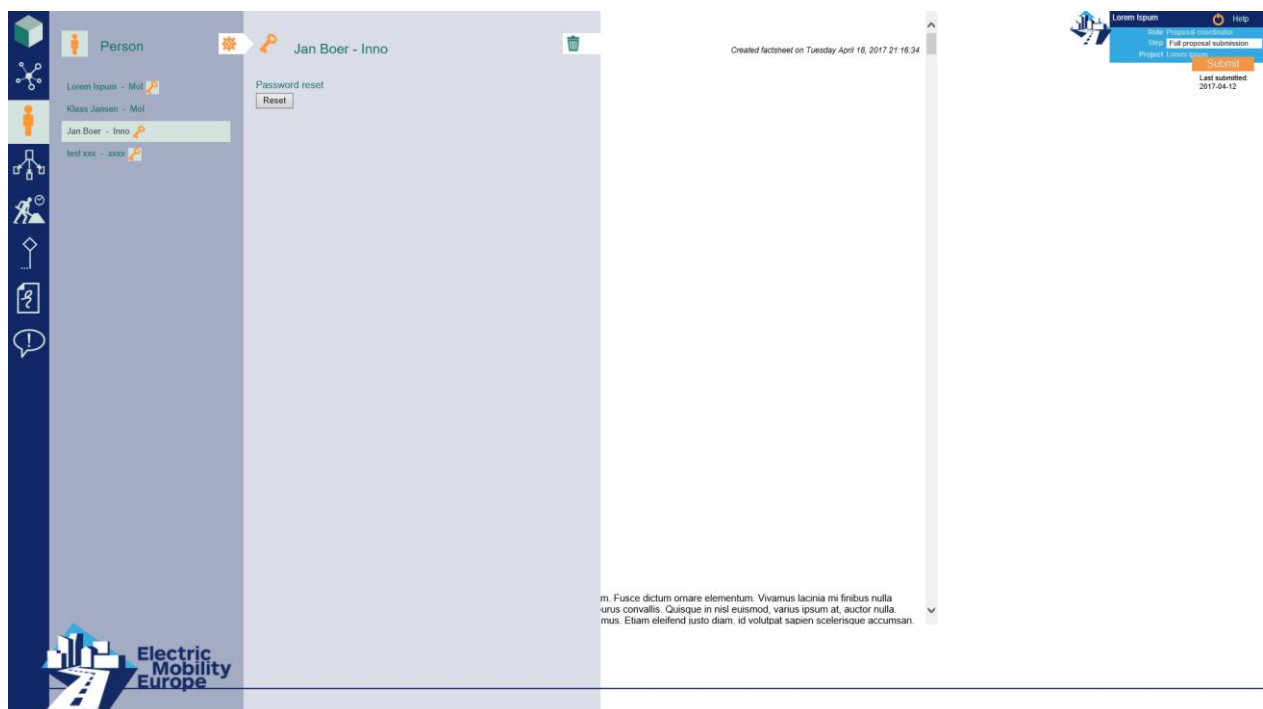 Person
Lorem Ispum - Mol
Klaas Jansen - Mol
Jan Boer - Inno
test xxx - xxxx
Jan Boer - Inno
Password reset
Reset
Created factsheet on Tuesday April 18, 2017 21:16:34
m. Fusce dictum ornare elementum. Vivamus lacinia mi finibus nulla
urus convallis. Quisque in nisl euismod, varius ipsum at, auctor nulla.
mus. Etiam eleifend justo diam, id volutpat sapien scelerisque accumsan.
Lorem Ispum Help
Role Proposal coordinator
Step Full proposal submission
Project Lorem Ipsum
Submit
Last submitted:
2017-04-12
Electric
Mobility
Europe